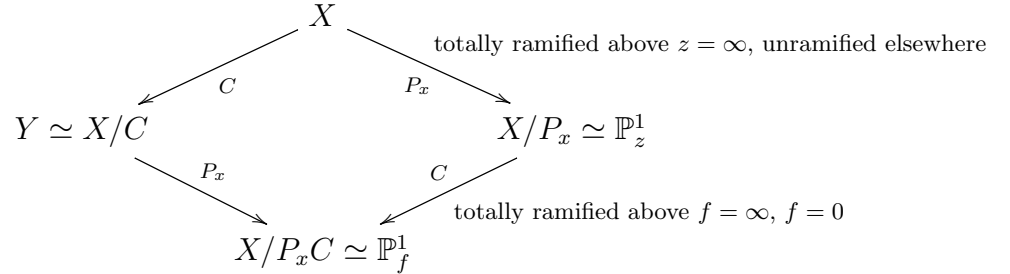 X
totally ramified above z = ∞, unramified elsewhere
C
P_x
Y ≃ X/C
X/P_x ≃ ℙ^1_z
P_x
C
totally ramified above f = ∞, f = 0
X/P_xC ≃ ℙ^1_f